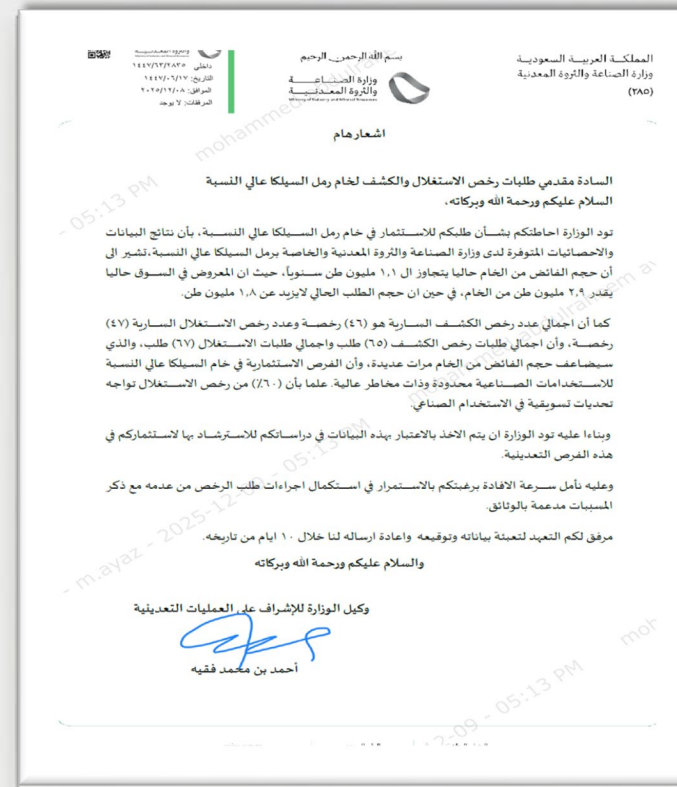 المملكة العربية السعودية
وزارة الصناعة والثروة المعدنية
(٢٨٥)
بسم الله الرحمن الرحيم
وزارة الصناعة
والثروة المعدنية
Ministry of Industry and Mineral Resources
داخلي ١٤٤٧/٦٣/٢٨٣٥
التاريخ: ١٤٤٧/٠٦/١٧
الموافق: ٢٠٢٥/١٢/٠٨
المرفقات: لا يوجد
اشعار هام
السادة مقدمي طلبات رخص الاستغلال والكشف لخام رمل السيلكا عالي النسبة
السلام عليكم ورحمة الله وبركاته،
تود الوزارة احاطتكم بشأن طلبكم للاستثمار في خام رمل السيلكا عالي النسبة، بأن نتائج البيانات
والاحصائيات المتوفرة لدى وزارة الصناعة والثروة المعدنية والخاصة برمل السيلكا عالي النسبة،تشير الى
أن حجم الفائض من الخام حاليا يتجاوز ال ١,١ مليون طن سنوياً، حيث ان المعروض في السوق حاليا
يقدر ٢,٩ مليون طن من الخام، في حين ان حجم الطلب الحالي لايزيد عن ١,٨ مليون طن.
كما أن اجمالي عدد رخص الكشف السارية هو (٤٦) رخصة وعدد رخص الاستغلال السارية (٤٧)
رخصة، وأن اجمالي طلبات رخص الكشف (٦٥) طلب واجمالي طلبات الاستغلال (٦٧) طلب، والذي
سيضاعف حجم الفائض من الخام مرات عديدة، وأن الفرص الاستثمارية في خام السيلكا عالي النسبة
للاستخدامات الصناعية محدودة وذات مخاطر عالية. علما بأن (٦٠٪) من رخص الاستغلال تواجه
تحديات تسويقية في الاستخدام الصناعي.
وبناءا عليه تود الوزارة ان يتم الاخذ بالاعتبار بهذه البيانات في دراساتكم للاسترشاد بها لاستثماركم في
هذه الفرص التعدينية.
وعليه نأمل سرعة الافادة برغبتكم بالاستمرار في استكمال اجراءات طلب الرخص من عدمه مع ذكر
المسببات مدعمة بالوثائق.
مرفق لكم التعهد لتعبئة بياناته وتوقيعه واعادة ارساله لنا خلال ١٠ ايام من تاريخه.
والسلام عليكم ورحمة الله وبركاته
وكيل الوزارة للإشراف على العمليات التعدينية
أحمد بن محمد فقيه
- m.ayaz - 2025-12-09 - 05:13 PM